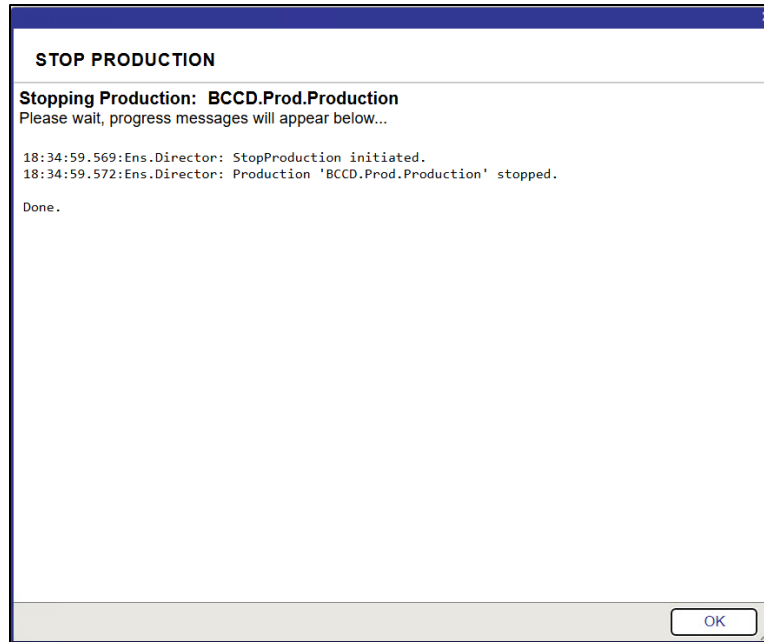 STOP PRODUCTION
Stopping Production: BCCD.Prod.Production
Please wait, progress messages will appear below...
18:34:59.569:Ens.Director: StopProduction initiated.
18:34:59.572:Ens.Director: Production 'BCCD.Prod.Production' stopped.
Done.
OK